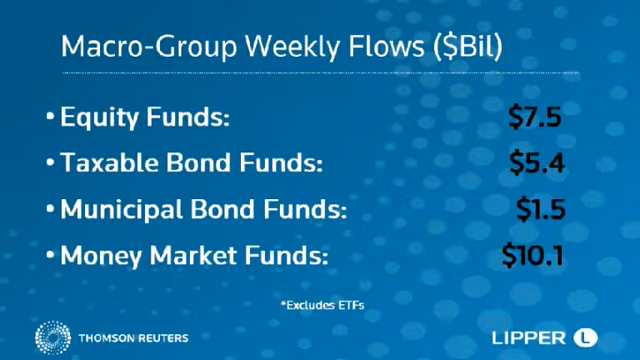 Macro-Group Weekly Flows ($Bil)
• Equity Funds: $7.5
• Taxable Bond Funds: $5.4
• Municipal Bond Funds: $1.5
• Money Market Funds: $10.1
*Excludes ETFs
THOMSON REUTERS
LIPPER L